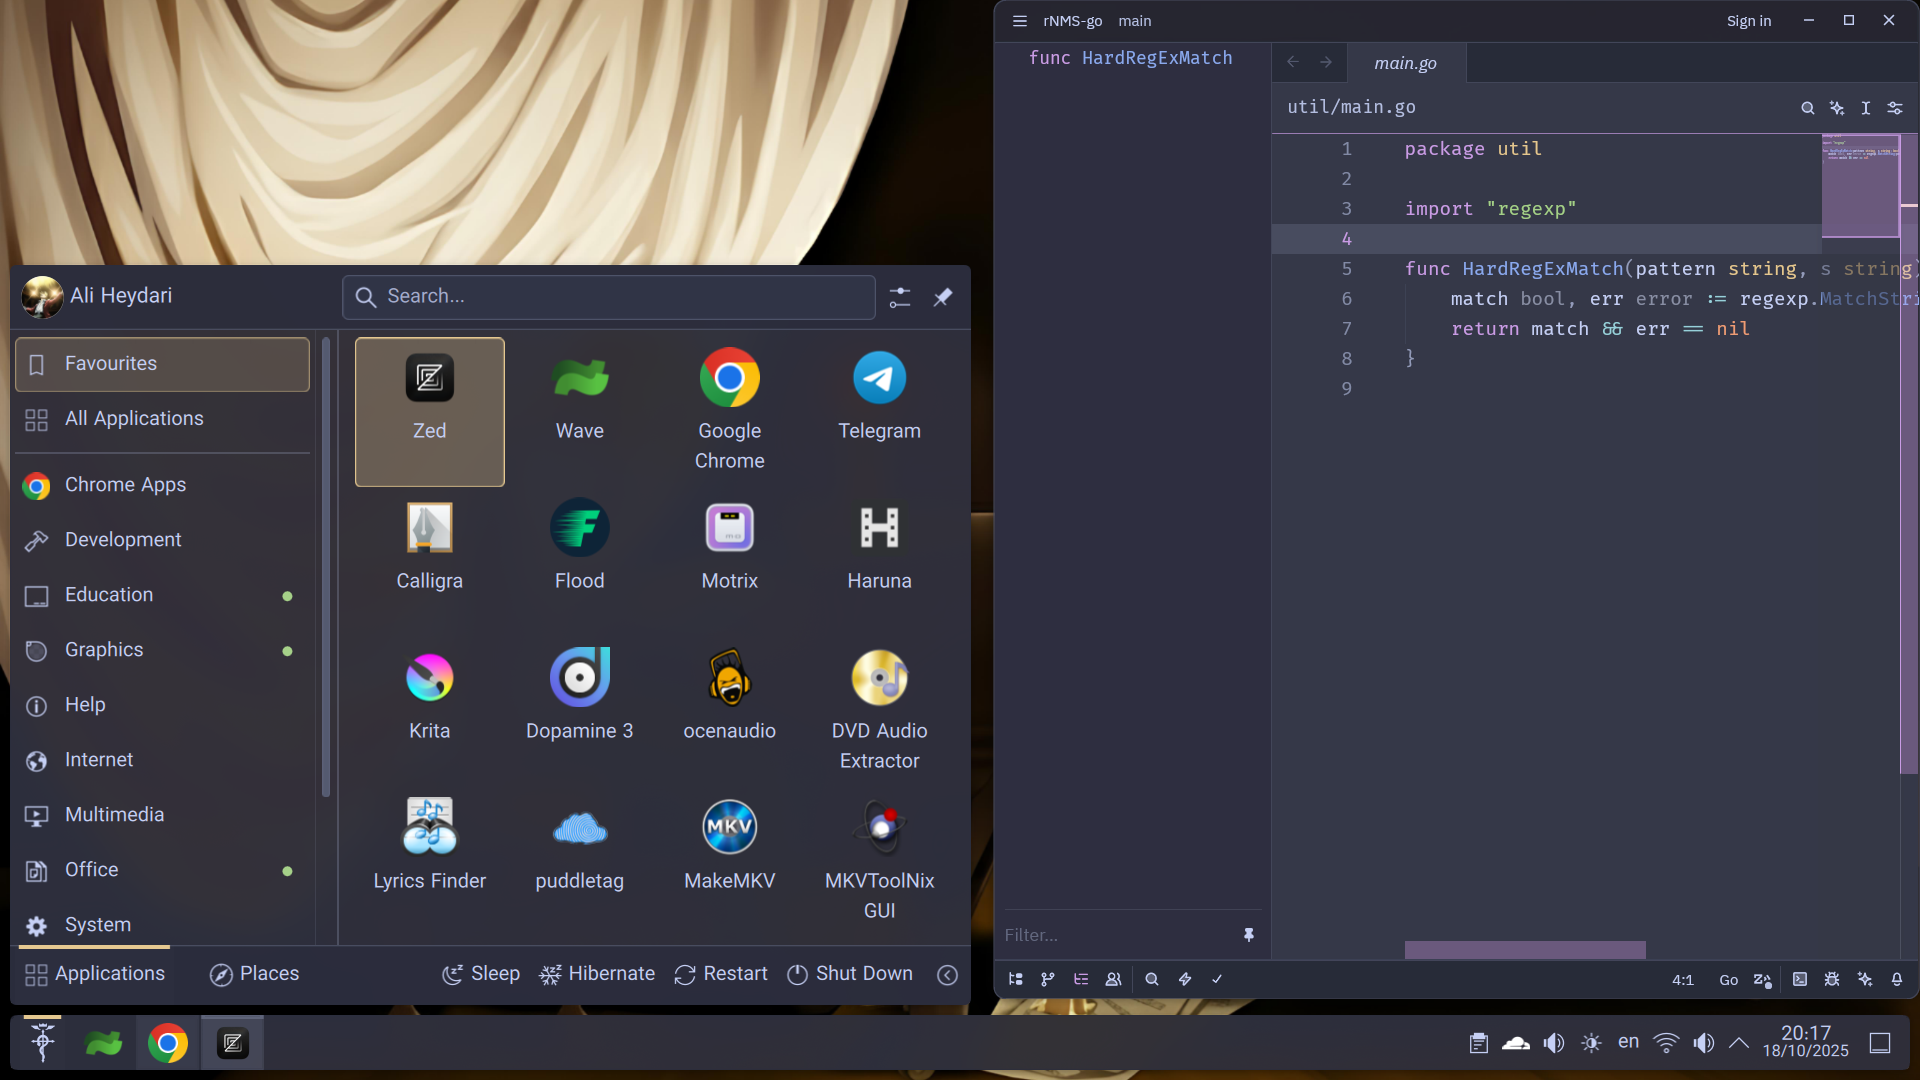 rNMS-go main
Sign in
func HardRegExMatch
main.go
util/main.go
1 package util
2
3 import "regexp"
4
5 func HardRegExMatch(pattern string, s string)
6 match bool, err error := regexp.MatchStri
7 return match && err == nil
8 }
9
Filter...
4:1 Go
Ali Heydari
Search...
Favourites
All Applications
Chrome Apps
Development
Education
Graphics
Help
Internet
Multimedia
Office
System
Zed
Wave
Google
Chrome
Telegram
Calligra
Flood
Motrix
Haruna
Krita
Dopamine 3
ocenaudio
DVD Audio
Extractor
Lyrics Finder
puddletag
MKV
MakeMKV
MKVToolNix
GUI
Applications Places Sleep Hibernate Restart Shut Down
en
20:17
18/10/2025